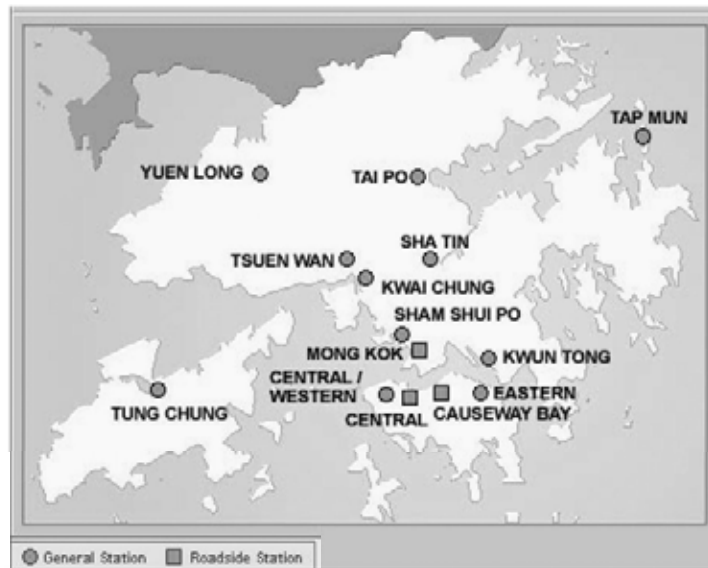 TAP MUN
YUEN LONG
TAI PO
SHA TIN
TSUEN WAN
KWAI CHUNG
SHAM SHUI PO
MONG KOK
KWUN TONG
CENTRAL /
WESTERN
EASTERN
TUNG CHUNG
CENTRAL
CAUSEWAY BAY
General Station
Roadside Station